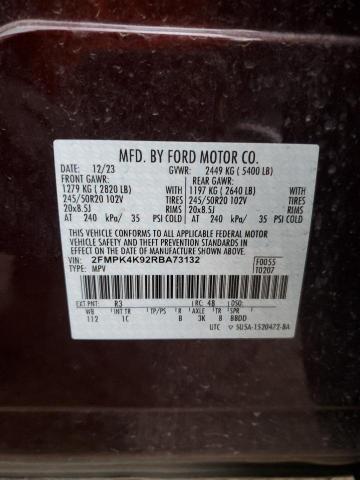 MFD. BY FORD MOTOR CO.
DATE: 12/23 GVWR: 2449 KG ( 5400 LB)
FRONT GAWR: REAR GAWR:
1279 KG ( 2820 LB) WITH 1197 KG ( 2640 LB) WITH
245/50R20 102V TIRES 245/50R20 102V TIRES
20x8.5J RIMS 20x8.5J RIMS
AT 240 kPa/ 35 PSI COLD AT 240 kPa/ 35 PSI COLD
THIS VEHICLE CONFORMS TO ALL APPLICABLE FEDERAL MOTOR
VEHICLE SAFETY AND THEFT PREVENTION STANDARDS IN EFFECT ON THE DATE OF MANUFACTURE SHOWN ABOVE.
VIN: 2FMPK4K92RBA73132 F0055
TYPE: MPV T0207
EXT PNT: R3 RC: 48 DSO:
WB INT TR TP/PS R AXLE TR SPR
112 1C B 3K B BBDD
UTC 5U5A-1520472-BA